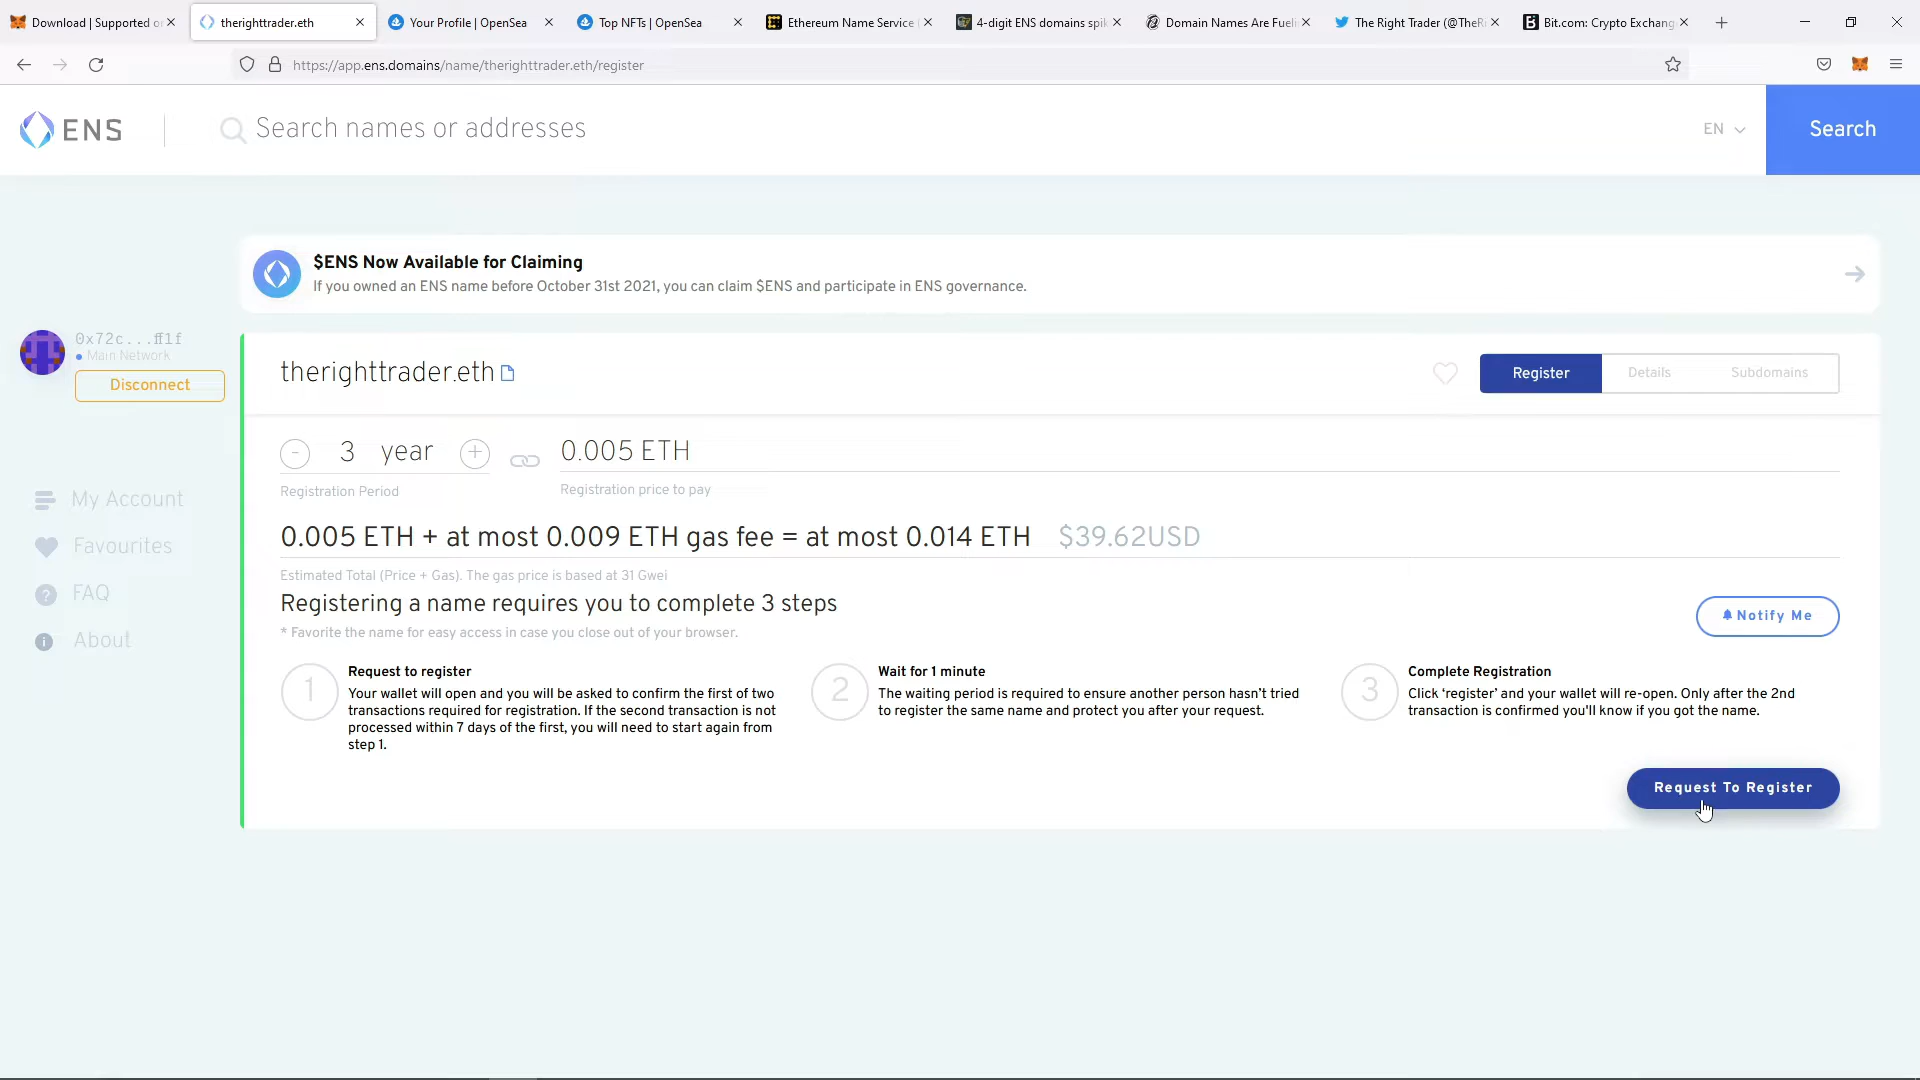 Download | Supported or
therighttrader.eth
Your Profile | OpenSea
Top NFTs | OpenSea
Ethereum Name Service
4-digit ENS domains spik
Domain Names Are Fueli
The Right Trader (@TheRi
Bit.com: Crypto Exchang
https://app.ens.domains/name/therighttrader.eth/register
ENS
Search names or addresses
EN
Search
$ENS Now Available for Claiming
If you owned an ENS name before October 31st 2021, you can claim $ENS and participate in ENS governance.
0x72c...ff1f
Main Network
Disconnect
My Account
Favourites
FAQ
About
therighttrader.eth
Register
Details
Subdomains
- 3 year +
0.005 ETH
Registration Period
Registration price to pay
0.005 ETH + at most 0.009 ETH gas fee = at most 0.014 ETH $39.62USD
Estimated Total (Price + Gas). The gas price is based at 31 Gwei
Registering a name requires you to complete 3 steps
* Favorite the name for easy access in case you close out of your browser.
Notify Me
1
Request to register
Your wallet will open and you will be asked to confirm the first of two
transactions required for registration. If the second transaction is not
processed within 7 days of the first, you will need to start again from
step 1.
2
Wait for 1 minute
The waiting period is required to ensure another person hasn't tried
to register the same name and protect you after your request.
3
Complete Registration
Click ‘register’ and your wallet will re-open. Only after the 2nd
transaction is confirmed you'll know if you got the name.
Request To Register